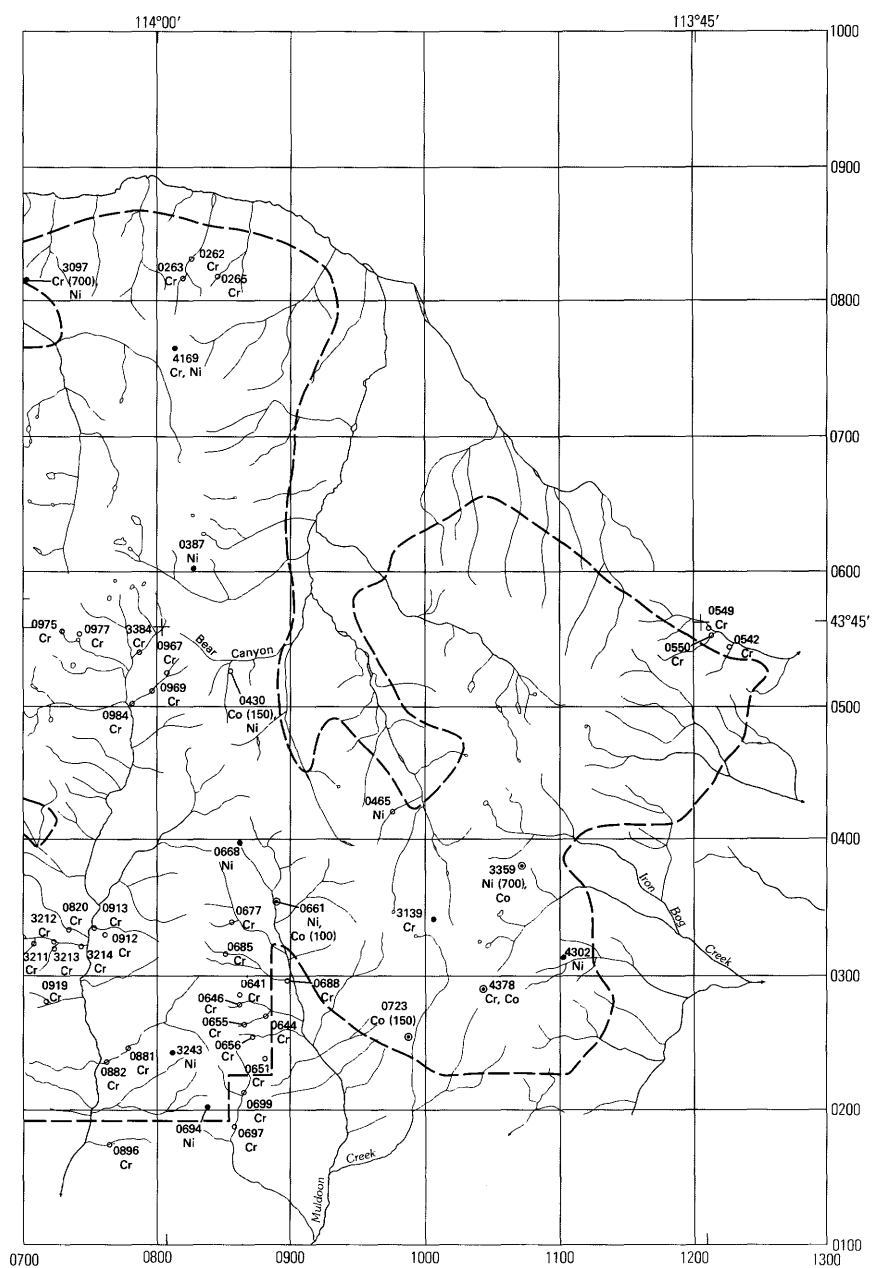 114°00′
113°45′
1000
0900
0262
Cr
0263
Cr
0265
Cr
3097
Cr (700),
Ni
0800
4169
Cr, Ni
0700
0387
Ni
0600
0549
Cr
43°45′
0550
Cr
0542
Cr
0975
Cr
0977
Cr
3384
Cr
0967
Cr
Bear
Canyon
0969
Cr
0984
Cr
0430
Co (150),
Ni
0500
0465
Ni
0400
0668
Ni
3359
Ni (700),
Co
Iron
Bog
Creek
0661
Ni,
Co (100)
0677
Cr
3139
Cr
0820
Cr
0913
Cr
3212
Cr
0912
Cr
3211
Cr
3213
Cr
3214
Cr
0685
Cr
4302
Ni
0300
0919
Cr
0641
Cr
0688
Cr
4378
Cr, Co
0646
Cr
0723
Co (150)
0655
Cr
0644
Cr
0656
Cr
0881
Cr
3243
Ni
0651
Cr
0882
Cr
0699
Cr
0200
0694
Ni
0697
Cr
0896
Cr
Creek
Muldoon
0100
0700
0800
0900
1000
1100
1200
1300